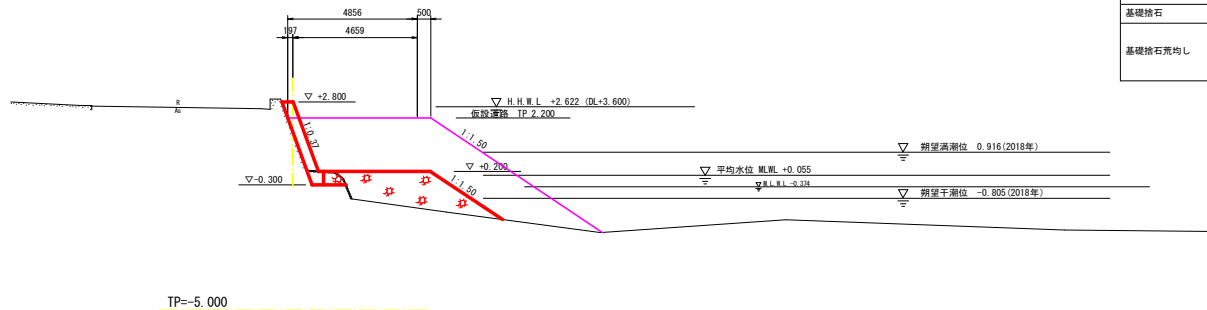 4856
500
基礎捨石
197
4659
基礎捨石荒均し
▽ +2.800
▽ H.H.W.L +2.622 (DL+3.600)
R
As
仮設道路 TP 2.200
1:0.37
1:1.50
▽ 朔望満潮位 0.916(2018年)
▽ +0.200
▽ 平均水位 MLWL +0.055
▽-0.300
1:1.50
▽ M.L.W.L -0.374
▽ 朔望干潮位 -0.805(2018年)
TP=-5.000